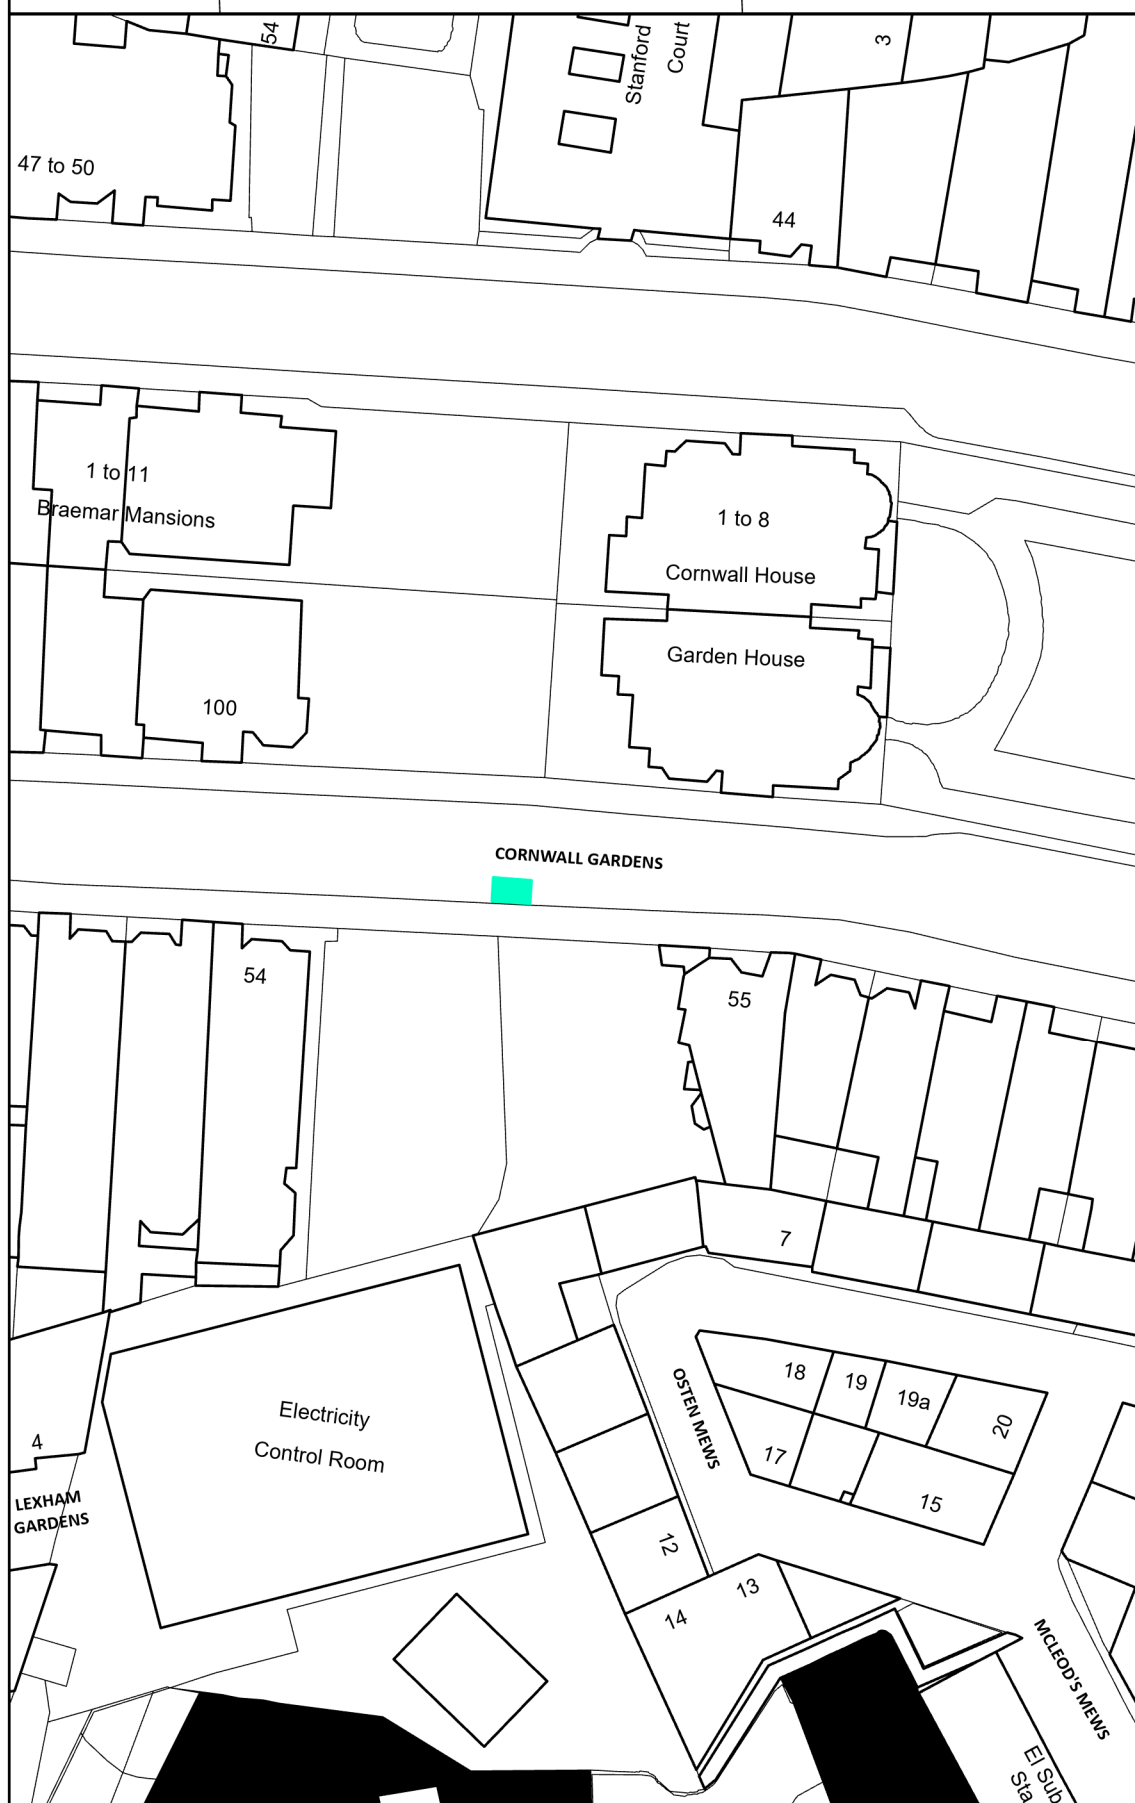 54
Stanford
Court
3
47 to 50
44
1 to 11
Braemar Mansions
1 to 8
Cornwall House
Garden House
100
CORNWALL GARDENS
54
55
7
18
19
19a
20
OSTEN MEWS
17
15
Electricity
Control Room
4
LEXHAM
GARDENS
12
13
14
MCLEOD'S MEWS
El Sub
Sta